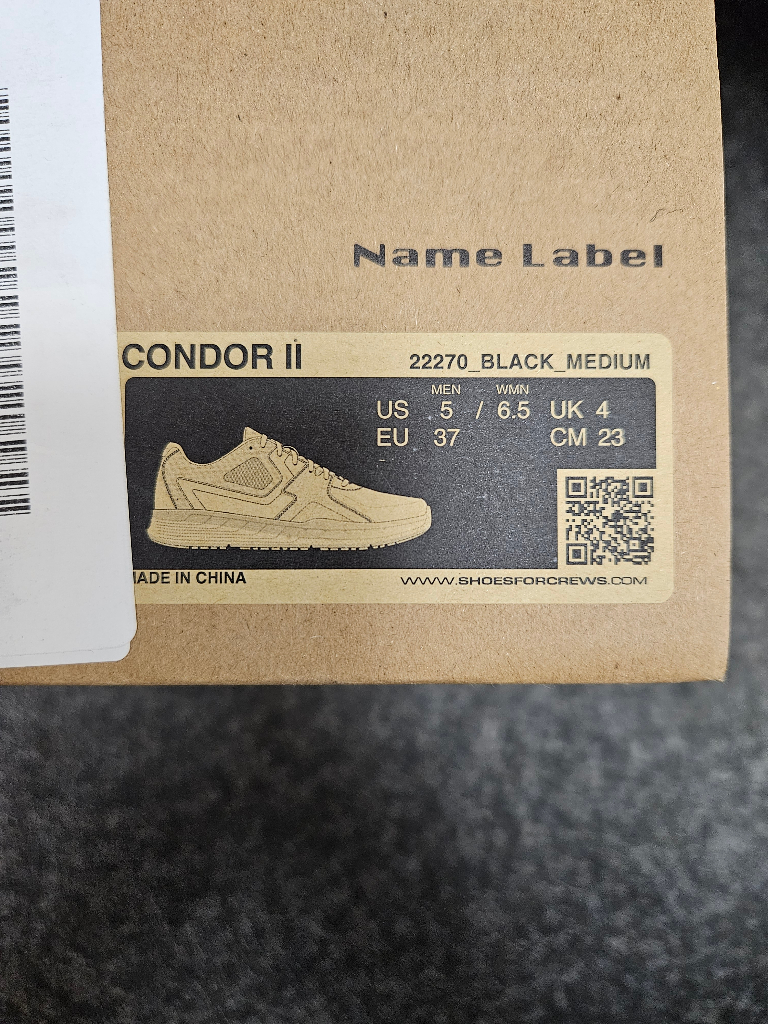 Name Label
CONDOR II 22270_BLACK_MEDIUM
MEN WMN
US 5 / 6.5 UK 4
EU 37 CM 23
MADE IN CHINA WWW.SHOESFORCREWS.COM